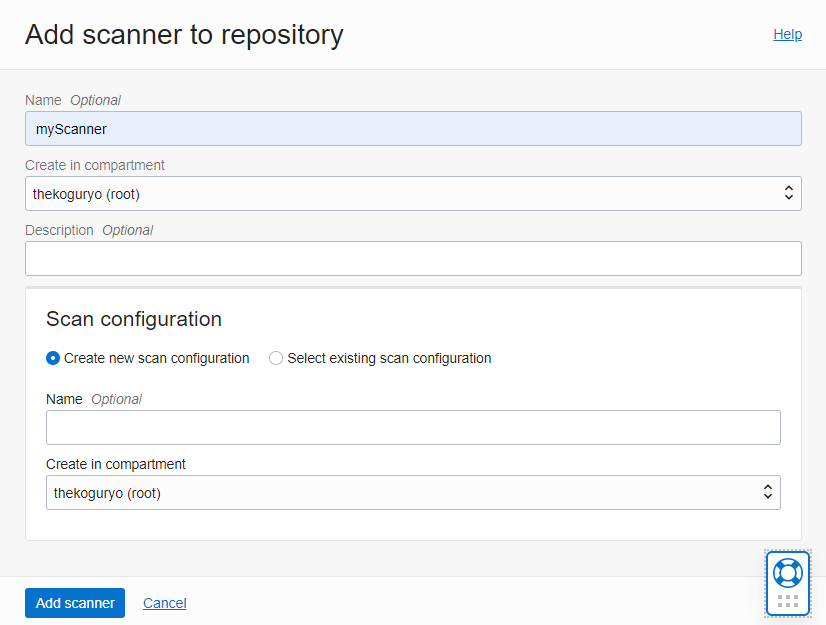 Add scanner to repository
Help
Name Optional
myScanner
Create in compartment
thekoguryo (root)
Description Optional
Scan configuration
Create new scan configuration Select existing scan configuration
Name Optional
Create in compartment
thekoguryo (root)
Add scanner Cancel